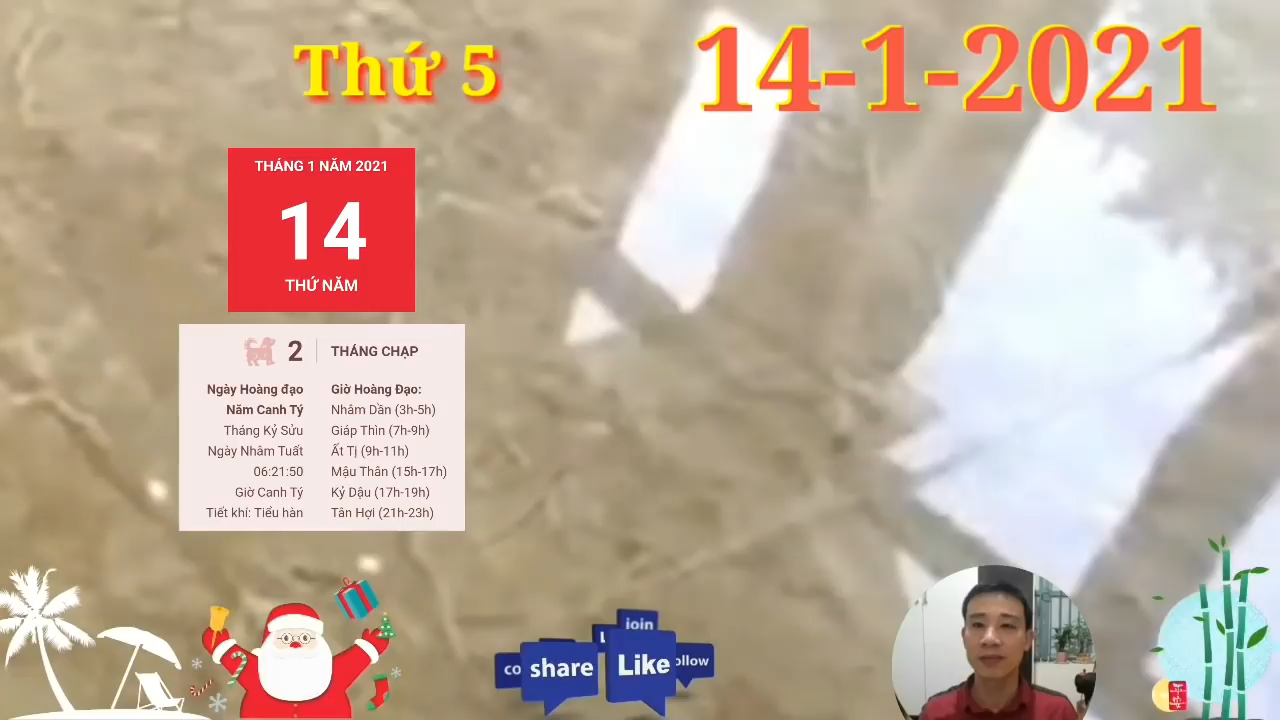 Thứ 5
14-1-2021
THÁNG 1 NĂM 2021
14
THỨ NĂM
2
THÁNG CHẠP
Ngày Hoàng đạo
Năm Canh Tý
Tháng Kỷ Sửu
Ngày Nhâm Tuất
06:21:50
Giờ Canh Tý
Tiết khí: Tiểu hàn
Giờ Hoàng Đạo:
Nhâm Dần (3h-5h)
Giáp Thìn (7h-9h)
Ất Tị (9h-11h)
Mậu Thân (15h-17h)
Kỷ Dậu (17h-19h)
Tân Hợi (21h-23h)
join
co
share
Like
ollow